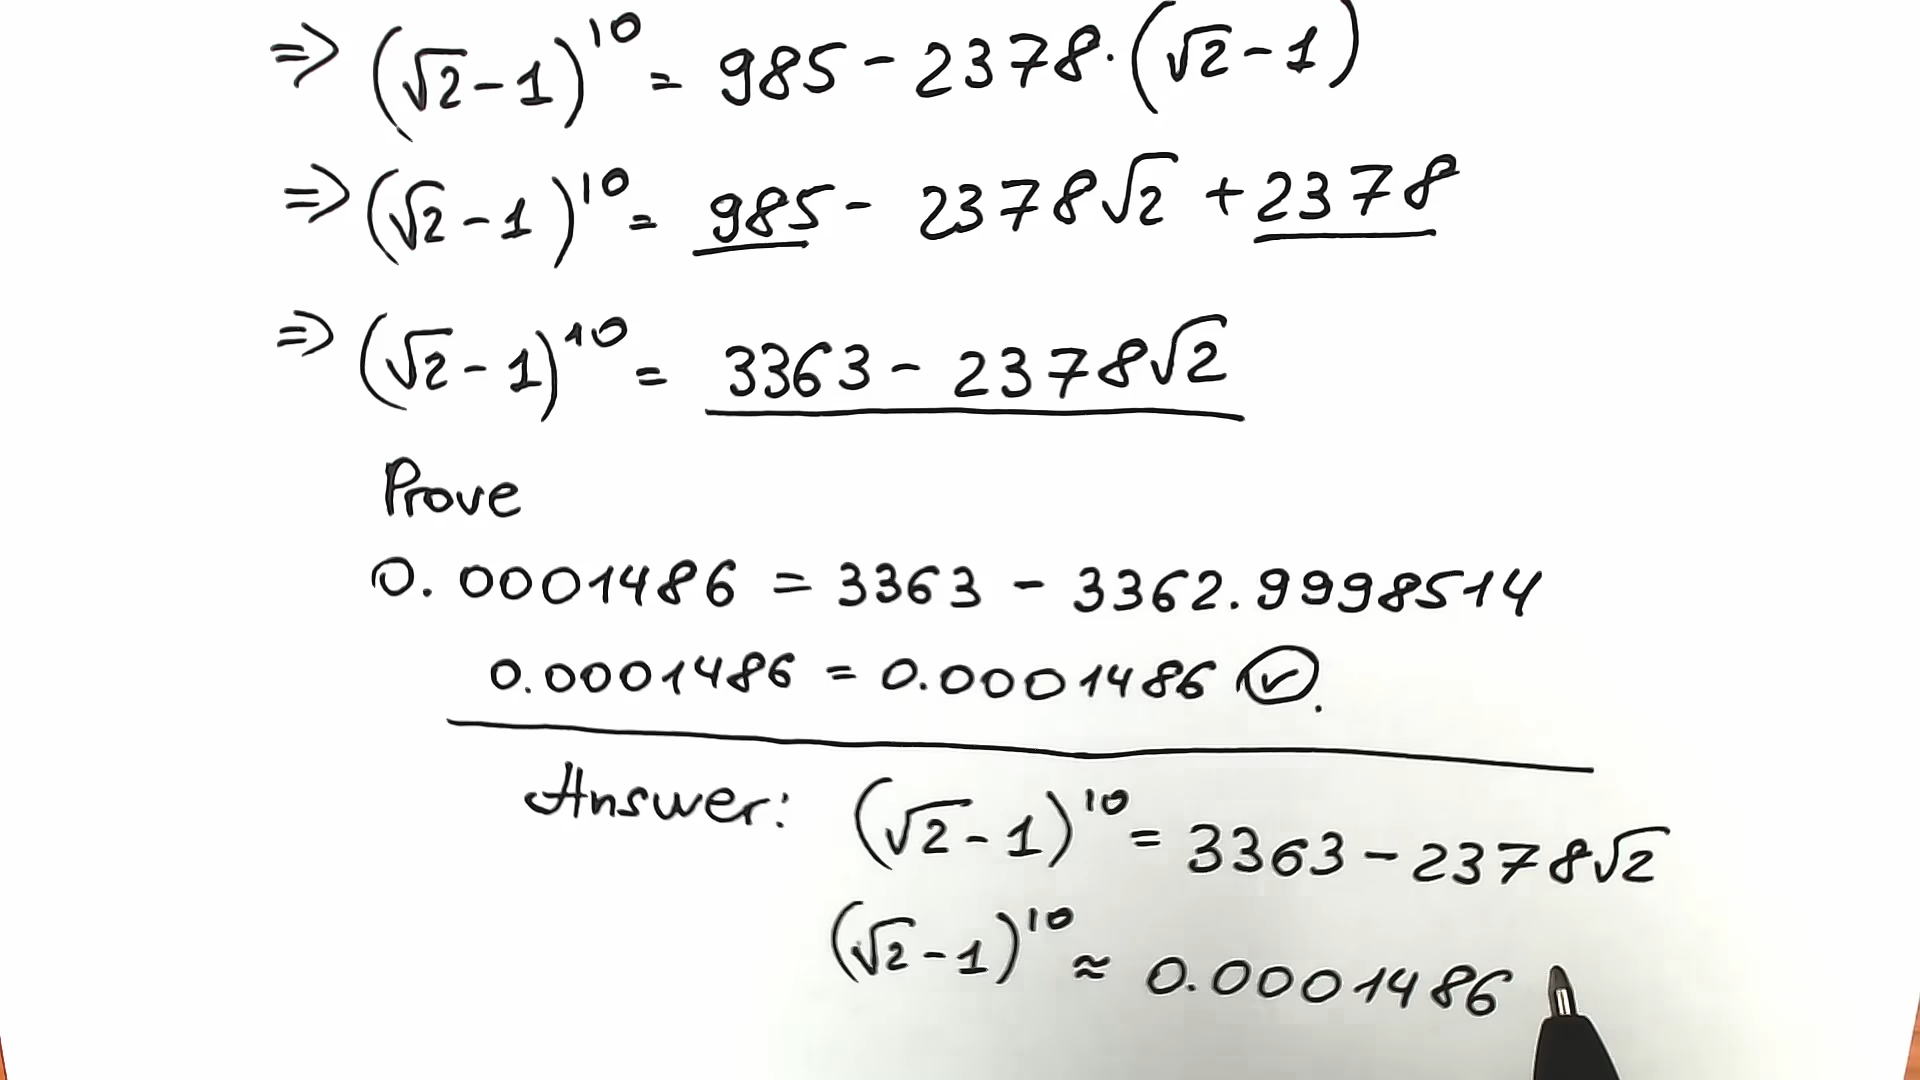 => (√2-1)^10 = 985 - 2378·(√2-1)
=> (√2-1)^10 = 985 - 2378√2 + 2378
=> (√2-1)^10 = 3363 - 2378√2
Prove
0.0001486 = 3363 - 3362.9998514
0.0001486 = 0.0001486 ✓.
Answer: (√2-1)^10 = 3363 - 2378√2
(√2-1)^10 ≈ 0.0001486